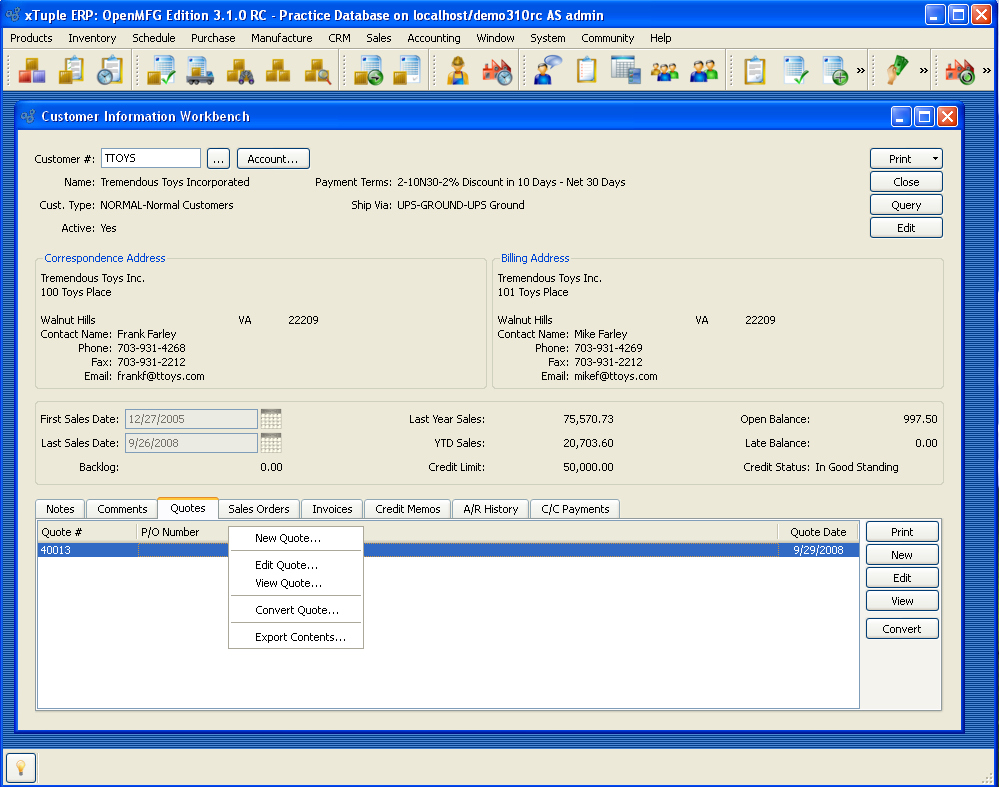 xTuple ERP: OpenMFG Edition 3.1.0 RC - Practice Database on localhost/demo310rc AS admin
Products Inventory Schedule Purchase Manufacture CRM Sales Accounting Window System Community Help
» » »
Customer Information Workbench
Customer #: TTOYS ... Account... Print
Name: Tremendous Toys Incorporated Payment Terms: 2-10N30-2% Discount in 10 Days - Net 30 Days Close
Cust. Type: NORMAL-Normal Customers Ship Via: UPS-GROUND-UPS Ground Query
Active: Yes Edit
Correspondence Address Billing Address
Tremendous Toys Inc. Tremendous Toys Inc.
100 Toys Place 101 Toys Place
Walnut Hills VA 22209 Walnut Hills VA 22209
Contact Name: Frank Farley Contact Name: Mike Farley
Phone: 703-931-4268 Phone: 703-931-4269
Fax: 703-931-2212 Fax: 703-931-2212
Email: frankf@ttoys.com Email: mikef@ttoys.com
First Sales Date: 12/27/2005 Last Year Sales: 75,570.73 Open Balance: 997.50
Last Sales Date: 9/26/2008 YTD Sales: 20,703.60 Late Balance: 0.00
Backlog: 0.00 Credit Limit: 50,000.00 Credit Status: In Good Standing
Notes Comments Quotes Sales Orders Invoices Credit Memos A/R History C/C Payments
Quote # P/O Number Quote Date Print
40013 9/29/2008 New
New Quote...
Edit Quote... Edit
View Quote... View
Convert Quote... Convert
Export Contents...